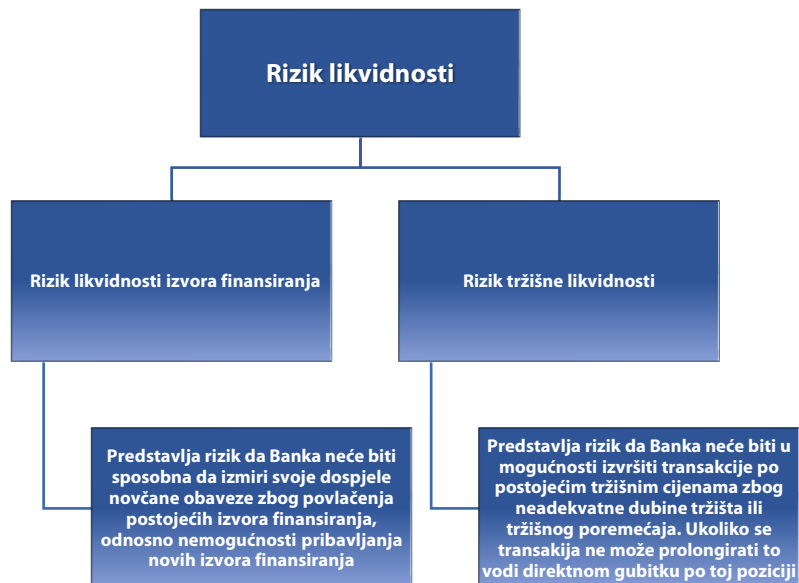 Rizik likvidnosti
Rizik likvidnosti izvora finansiranja
Rizik tržišne likvidnosti
Predstavlja rizik da Banka neće biti
sposobna da izmiri svoje dospjele
novčane obaveze zbog povlačenja
postojećih izvora finansiranja,
odnosno nemogućnosti pribavljanja
novih izvora finansiranja
Predstavlja rizik da Banka neće biti u
mogućnosti izvršiti transakcije po
postojećim tržišnim cijenama zbog
neadekvatne dubine tržišta ili
tržišnog poremećaja. Ukoliko se
transakija ne može prolongirati to
vodi direktnom gubitku po toj poziciji